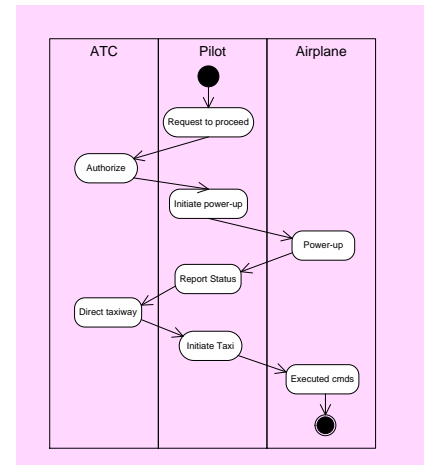 ATC
Pilot
Airplane
Request to proceed
Authorize
Initiate power-up
Power-up
Report Status
Direct taxiway
Initiate Taxi
Executed cmds